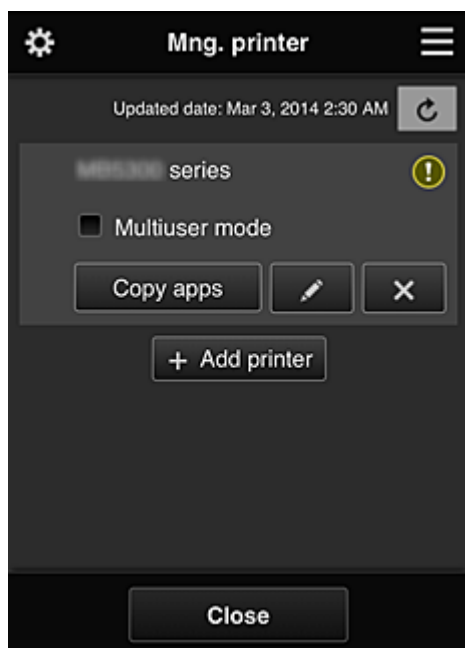 Mng. printer
Updated date: Mar 3, 2014 2:30 AM
series
Multiuser mode
Copy apps
+ Add printer
Close